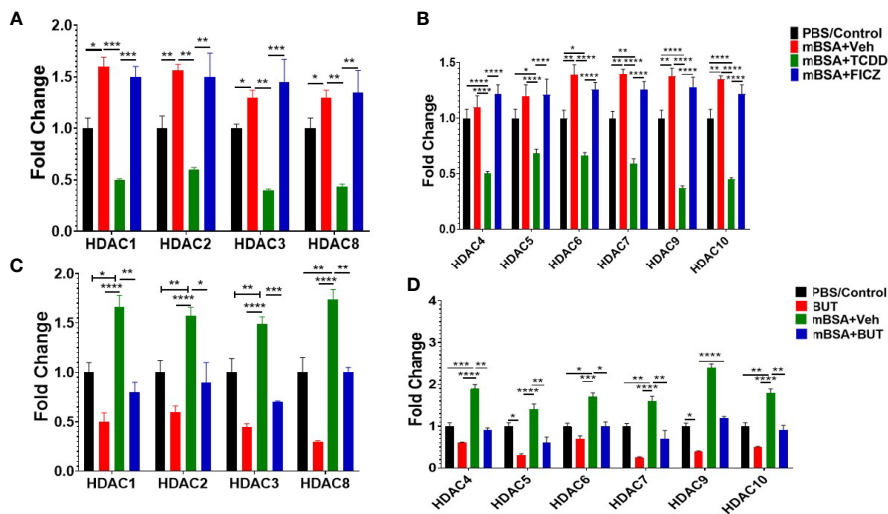 A
Fold Change
2.0
1.5
1.0
0.5
0.0
* *** ***
** ** **
* ** ***
* ** **
HDAC1 HDAC2 HDAC3 HDAC8
B
Fold Change
1.5
1.0
0.5
0.0
**** **** ****
* **** ****
* ** **** ****
** ** **** ****
**** ** **** ****
**** ** **** ****
HDAC4 HDAC5 HDAC6 HDAC7 HDAC9 HDAC10
PBS/Control
mBSA+Veh
mBSA+TCDD
mBSA+FICZ
C
Fold Change
2.0
1.5
1.0
0.5
0.0
* ** ****
** * ****
** *** ****
** ** ****
HDAC1 HDAC2 HDAC3 HDAC8
D
Fold Change
4
3
2
1
0
*** ** ****
** **** *
* * ***
** ** ****
**** *
** ** ****
HDAC4 HDAC5 HDAC6 HDAC7 HDAC9 HDAC10
PBS/Control
BUT
mBSA+Veh
mBSA+BUT